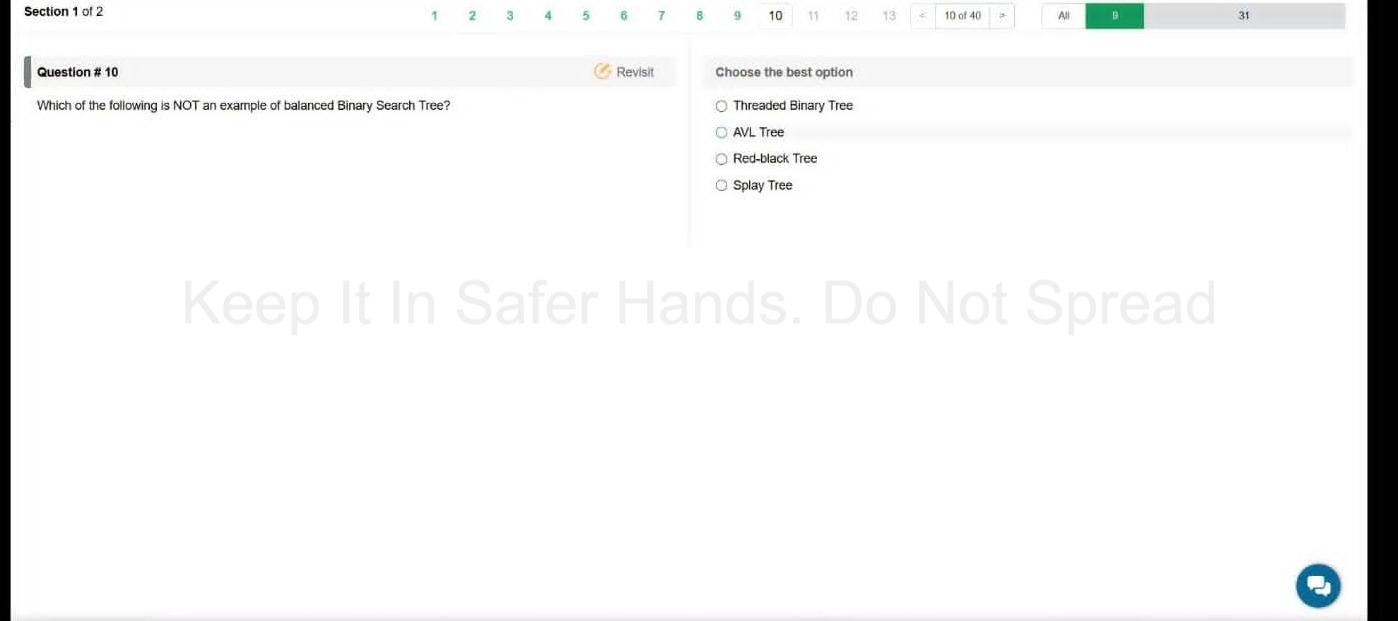 Section 1 of 2
1 2 3 4 5 6 7 8 9 10 11 12 13 < 10 of 40 > All 9 31
Question # 10
Revisit
Which of the following is NOT an example of balanced Binary Search Tree?
Choose the best option
Threaded Binary Tree
AVL Tree
Red-black Tree
Splay Tree
Keep It In Safer Hands. Do Not Spread